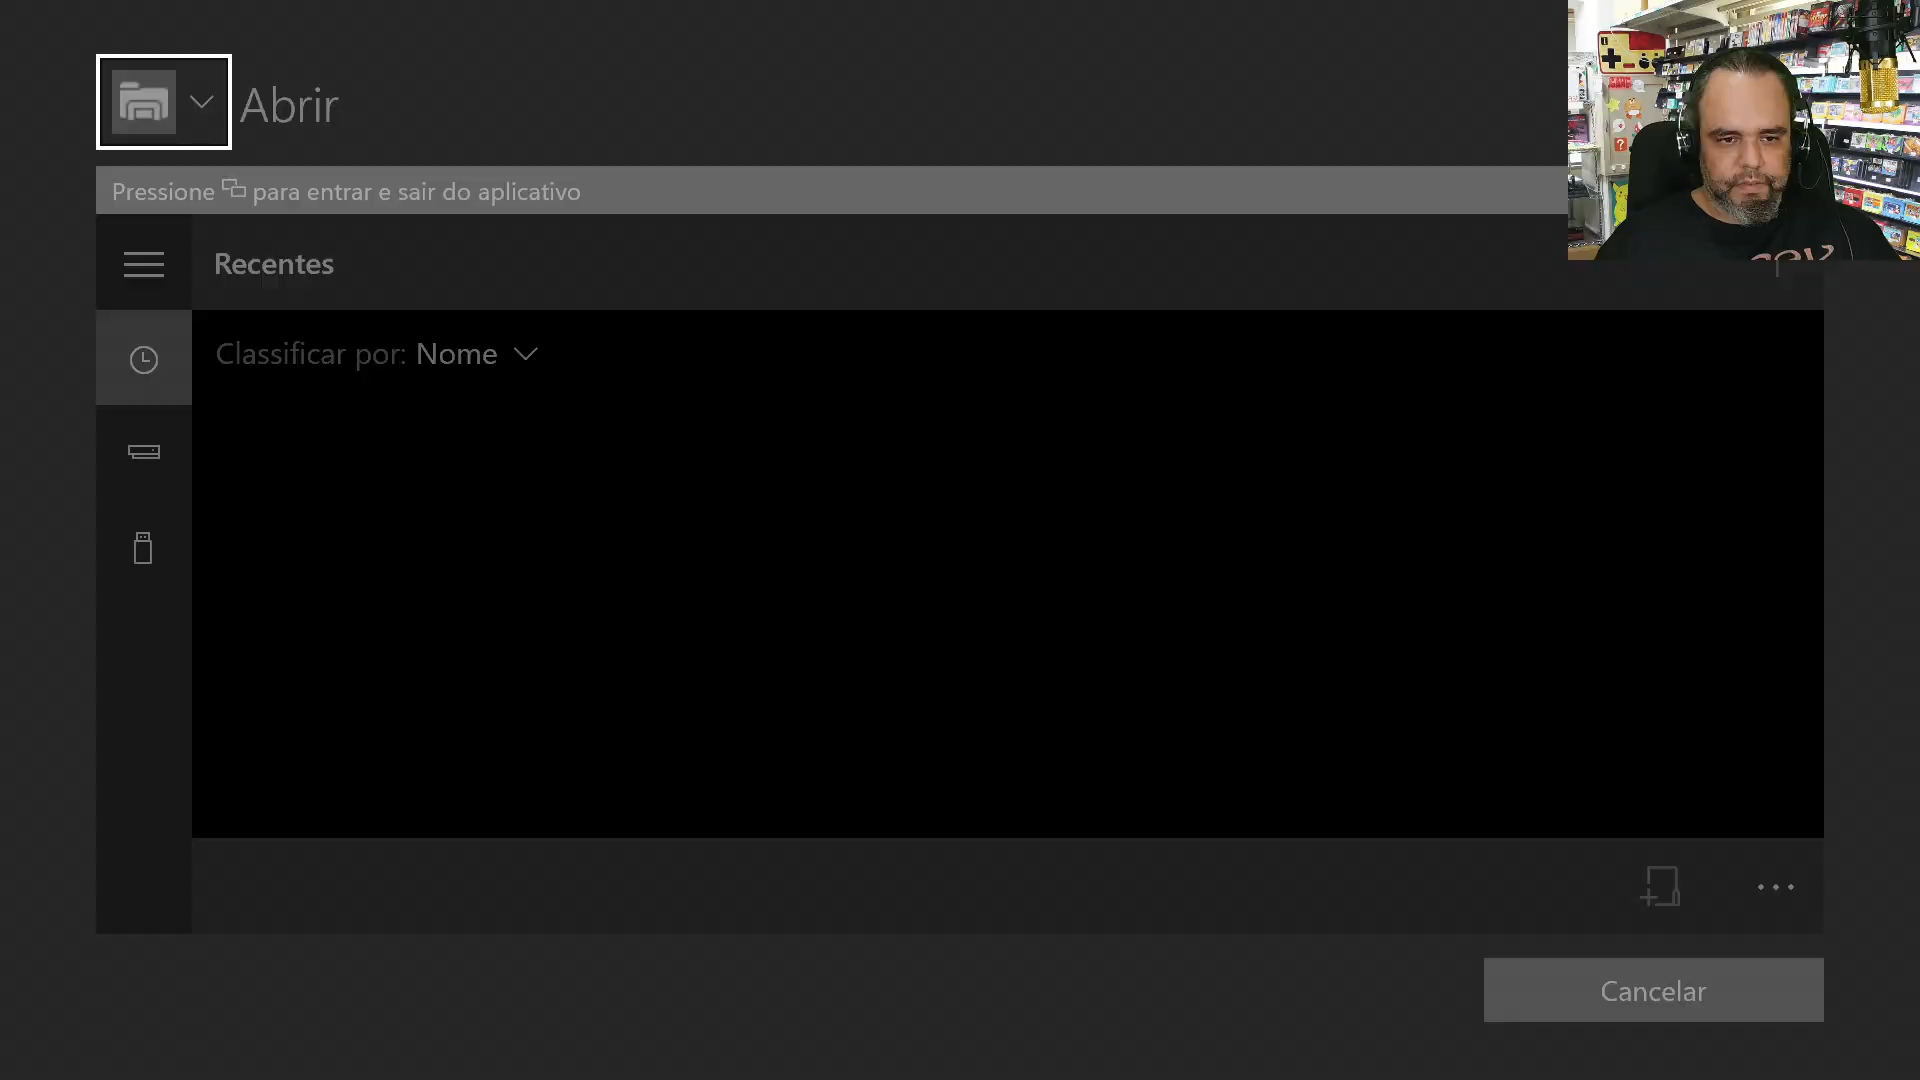 Abrir
Pressione para entrar e sair do aplicativo
Recentes
Classificar por: Nome
Cancelar